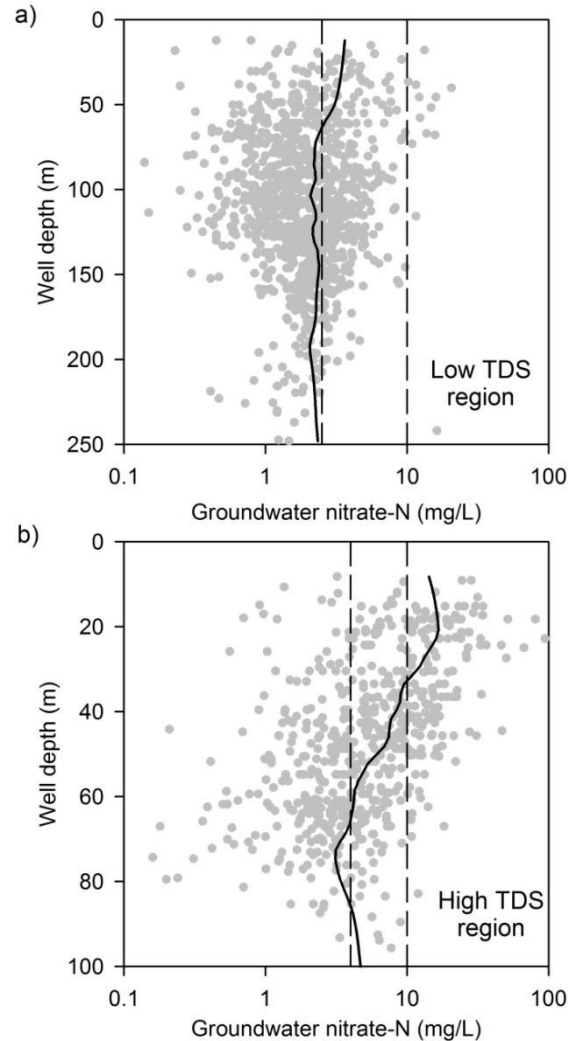 a)
0
50
100
150
200
250
Well depth (m)
Low TDS
region
0.1 1 10 100
Groundwater nitrate-N (mg/L)
b)
0
20
40
60
80
100
Well depth (m)
High TDS
region
0.1 1 10 100
Groundwater nitrate-N (mg/L)